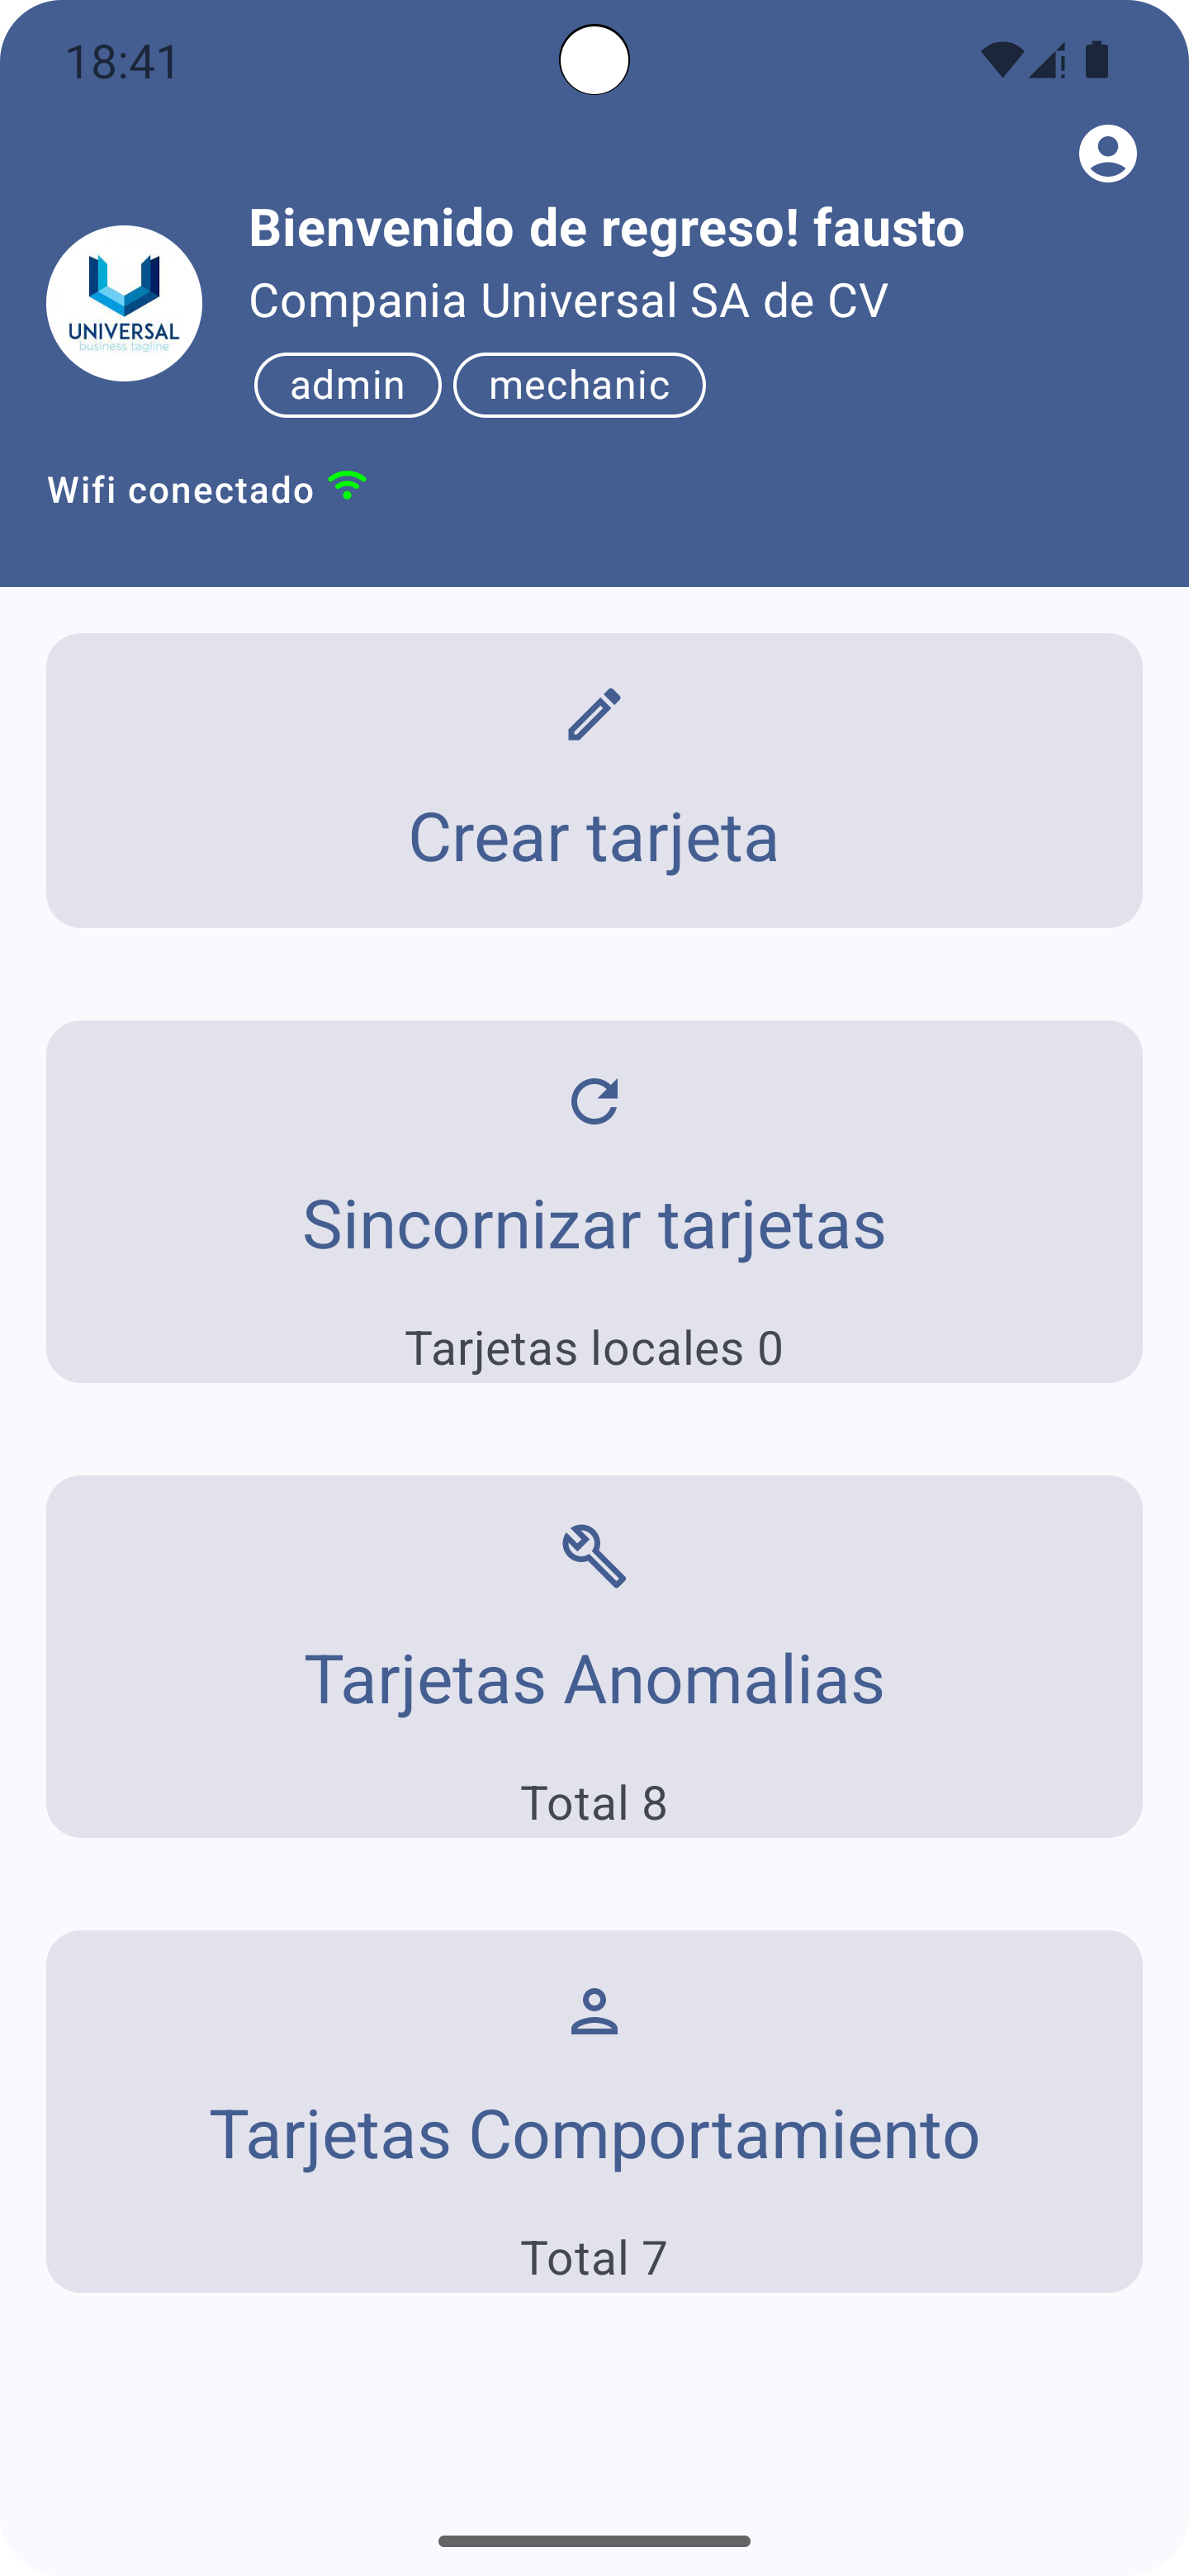 18:41
Bienvenido de regreso! fausto
Compania Universal SA de CV
UNIVERSAL
business tagline
admin mechanic
Wifi conectado
Crear tarjeta
Sincornizar tarjetas
Tarjetas locales 0
Tarjetas Anomalias
Total 8
Tarjetas Comportamiento
Total 7